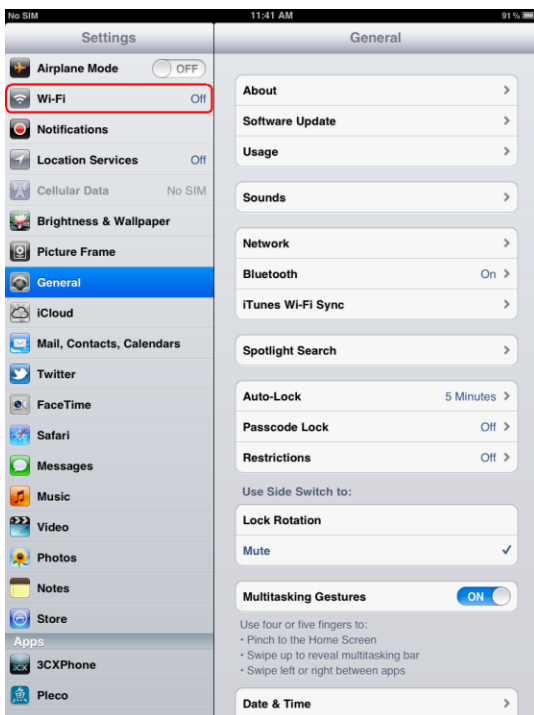 No SIM 11:41 AM 91 %
Settings
General
Airplane Mode OFF
Wi-Fi Off
Notifications
Location Services Off
Cellular Data No SIM
Brightness & Wallpaper
Picture Frame
General
iCloud
Mail, Contacts, Calendars
Twitter
FaceTime
Safari
Messages
Music
Video
Photos
Notes
Store
Apps
3CXPhone
Pleco
About
Software Update
Usage
Sounds
Network
Bluetooth On
iTunes Wi-Fi Sync
Spotlight Search
Auto-Lock 5 Minutes
Passcode Lock Off
Restrictions Off
Use Side Switch to:
Lock Rotation
Mute
Multitasking Gestures ON
Use four or five fingers to:
• Pinch to the Home Screen
• Swipe up to reveal multitasking bar
• Swipe left or right between apps
Date & Time